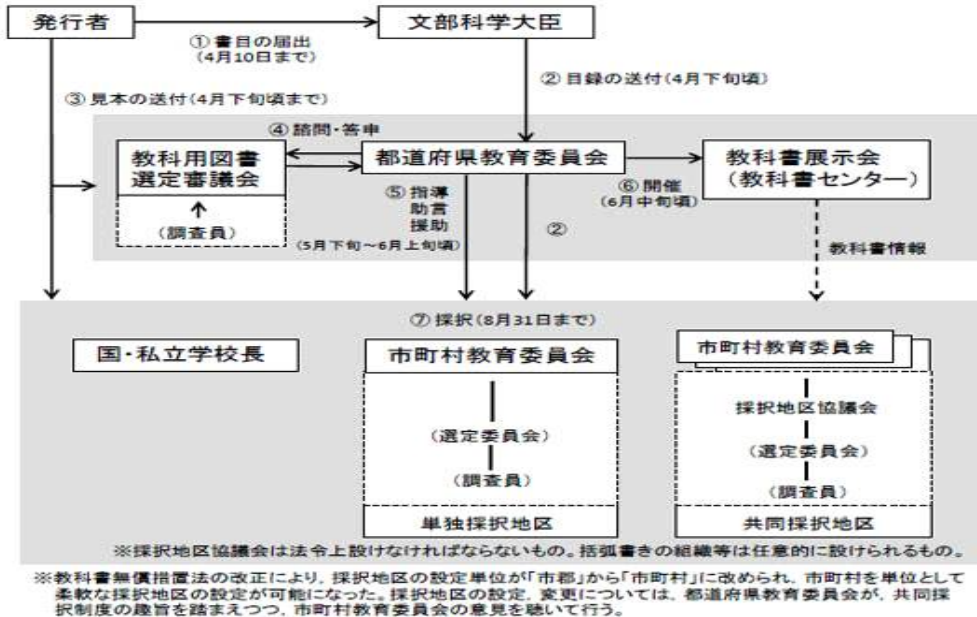 発行者
文部科学大臣
① 書目の届出
(4月10日まで)
② 目録の送付(4月下旬頃)
③ 見本の送付(4月下旬頃まで)
④ 諮問・答申
教科用図書
選定審議会
(調査員)
都道府県教育委員会
教科書展示会
(教科書センター)
⑤ 指導
助言
援助
(5月下旬~6月上旬頃)
②
⑥ 開催
(6月中旬頃)
教科書情報
⑦ 採択(8月31日まで)
国・私立学校長
市町村教育委員会
(選定委員会)
(調査員)
単独採択地区
市町村教育委員会
採択地区協議会
(選定委員会)
(調査員)
共同採択地区
※採択地区協議会は法令上設けなければならないもの。括弧書きの組織等は任意的に設けられるもの。
※教科書無償措置法の改正により,採択地区の設定単位が「市郡」から「市町村」に改められ,市町村を単位として
柔軟な採択地区の設定が可能になった。採択地区の設定,変更については,都道府県教育委員会が,共同採
択制度の趣旨を踏まえつつ,市町村教育委員会の意見を聴いて行う。